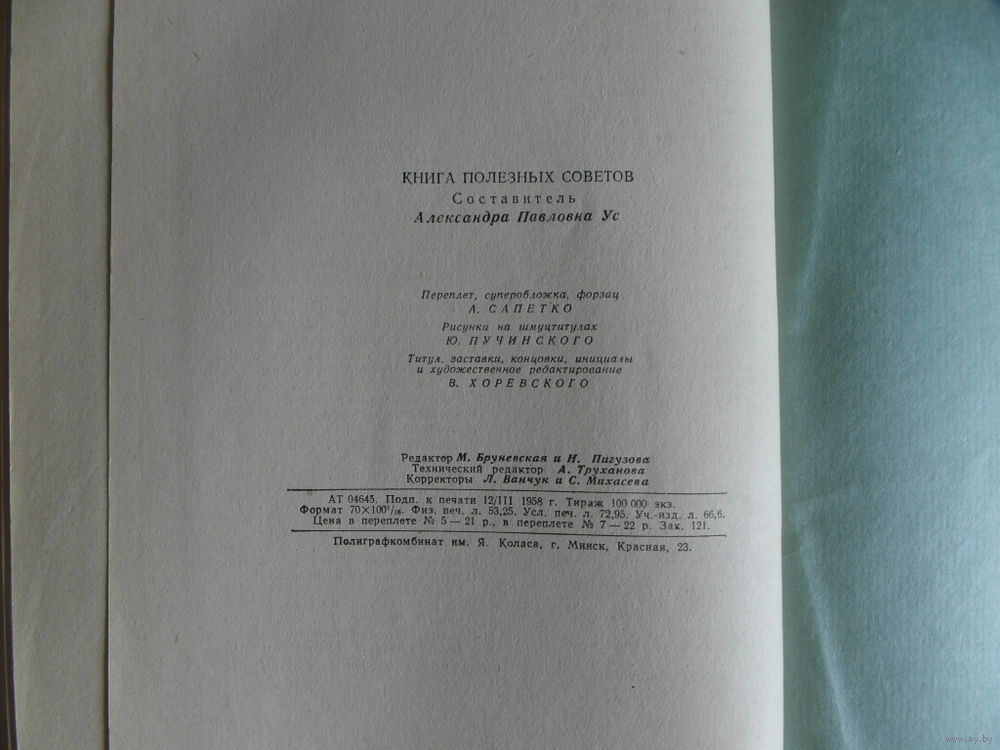 КНИГА ПОЛЕЗНЫХ СОВЕТОВ
Составитель
Александра Павловна Ус
Переплет, суперобложка, форзац
А. САПЕТКО
Рисунки на шмуцтитулах
Ю. ПУЧИНСКОГО
Титул, заставки, концовки, инициалы
и художественное редактирование
В. ХОРЕВСКОГО
Редактор М. Бруневская и Н. Пигузова
Технический редактор А. Труханова
Корректоры Л. Ванчук и С. Михасева
АТ 04645. Подп. к печати 12/III 1958 г. Тираж 100 000 экз.
Формат 70×100¹/₁₆. Физ. печ. л. 53,25. Усл. печ. л. 72,95. Уч.-изд. л. 66,6.
Цена в переплете № 5 — 21 р., в переплете № 7 — 22 р. Зак. 121.
Полиграфкомбинат им. Я. Коласа, г. Минск, Красная, 23.
www.ay.by